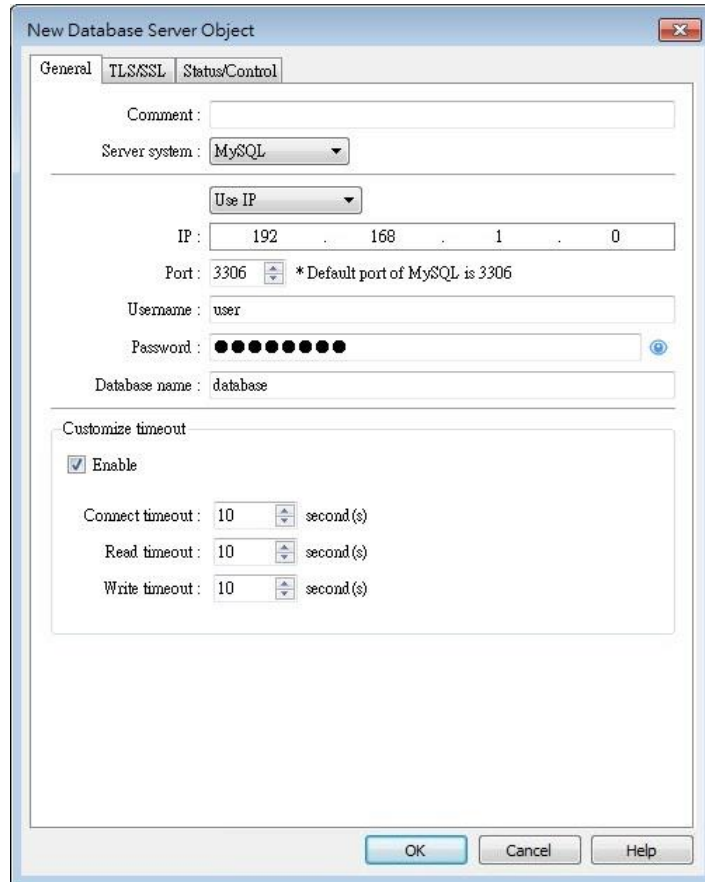 New Database Server Object
General TLS/SSL Status/Control
Comment :
Server system : MySQL
Use IP
IP : 192 . 168 . 1 . 0
Port : 3306 * Default port of MySQL is 3306
Username : user
Password : ●●●●●●●●
Database name : database
Customize timeout
Enable
Connect timeout : 10 second(s)
Read timeout : 10 second(s)
Write timeout : 10 second(s)
OK Cancel Help